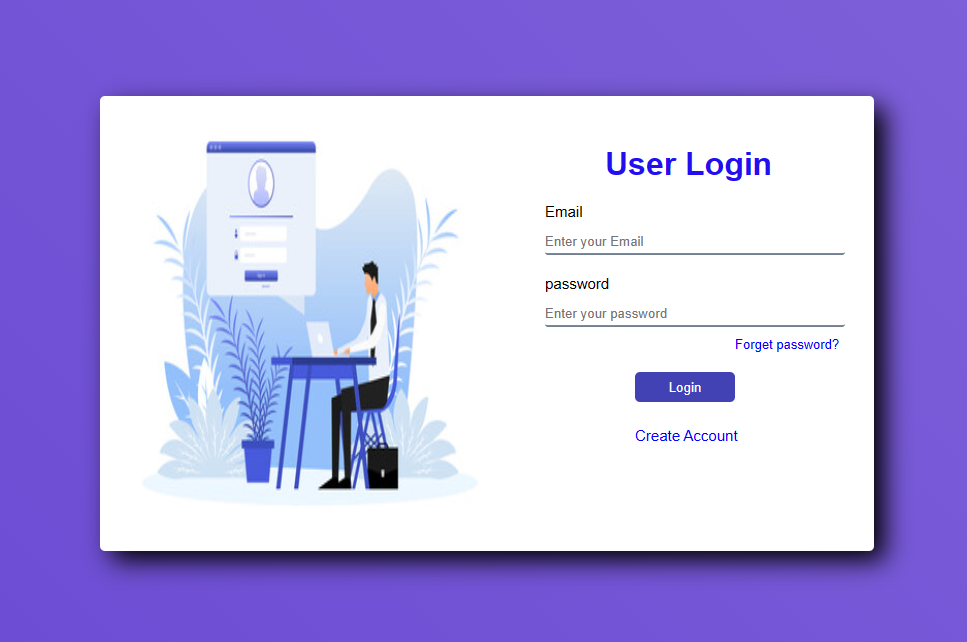 User Login
Email
Enter your Email
password
Enter your password
Forget password?
Login
Create Account